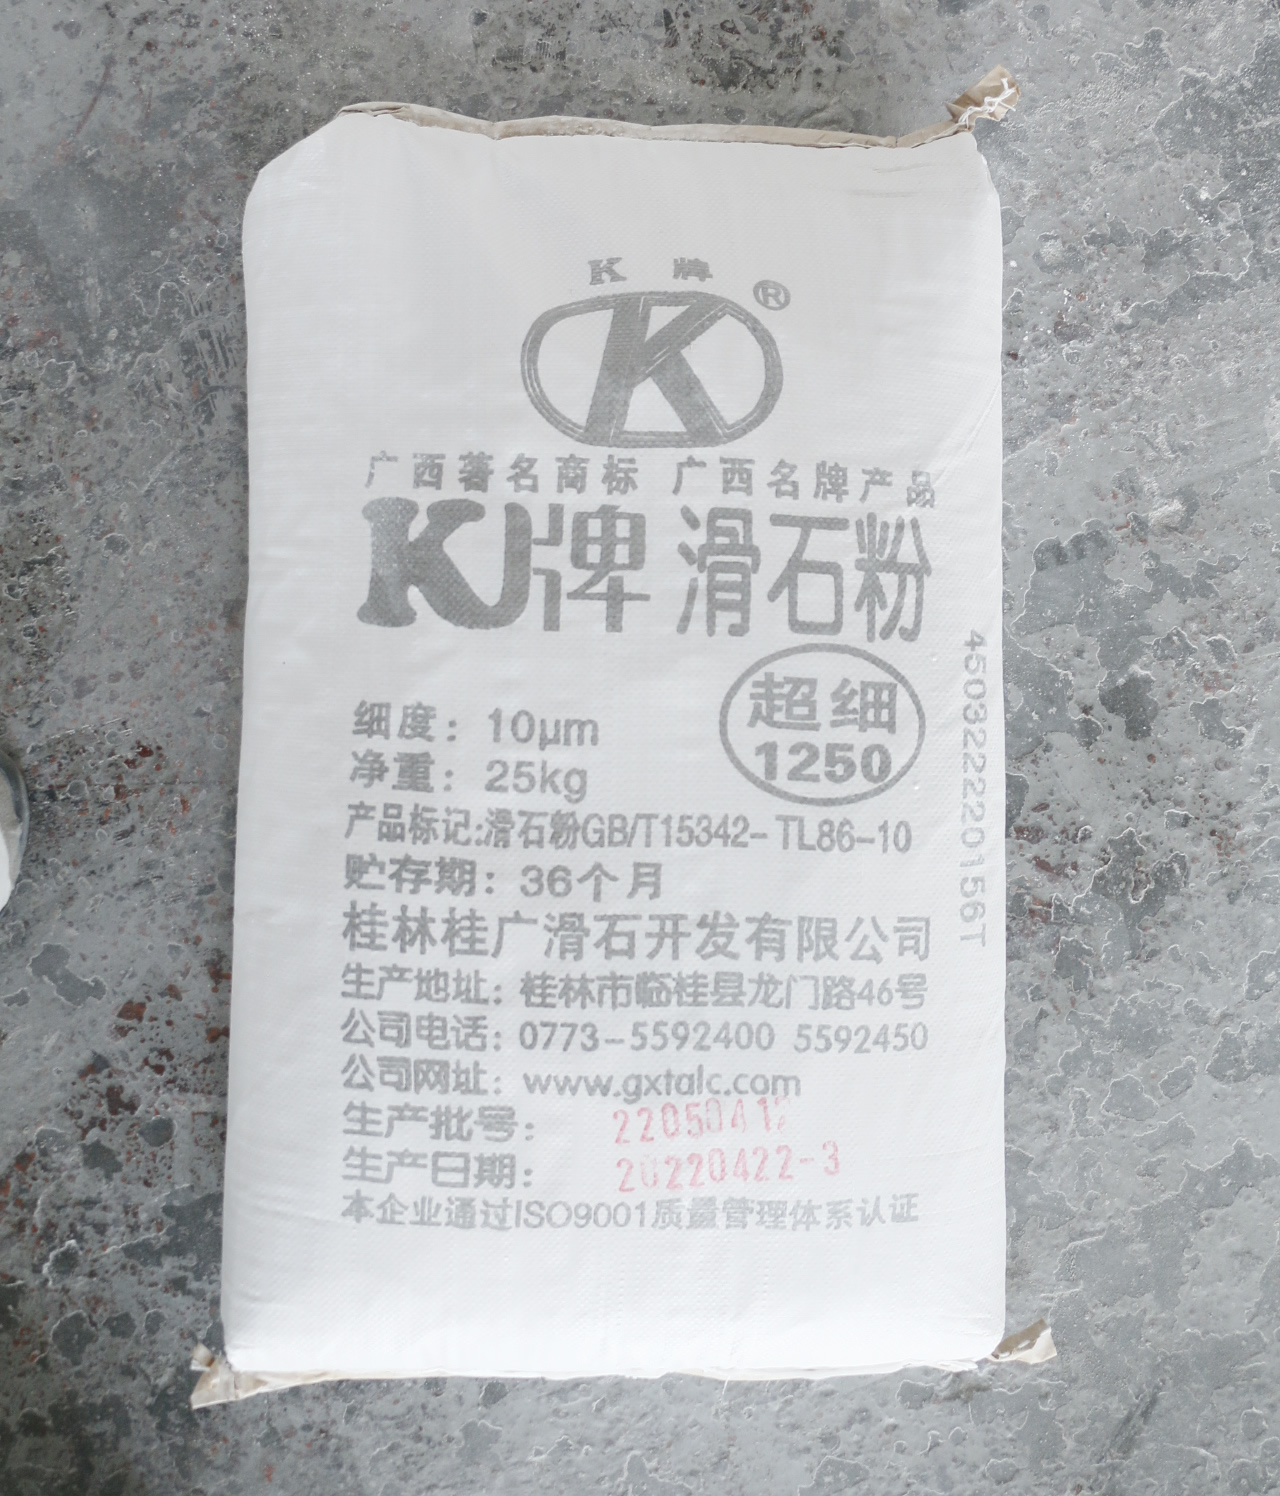 K 牌
K ®
广西著名商标 广西名牌产品
K牌 滑石粉
超细
1250
细度：10μm
净重：25kg
产品标记:滑石粉GB/T15342-TL86-10
贮存期：36个月
桂林桂广滑石开发有限公司
生产地址：桂林市临桂县龙门路46号
公司电话：0773-5592400 5592450
公司网址：www.gxtalc.com
生产批号：
生产日期：20220422-3
本企业通过ISO9001质量管理体系认证
4503222220156T